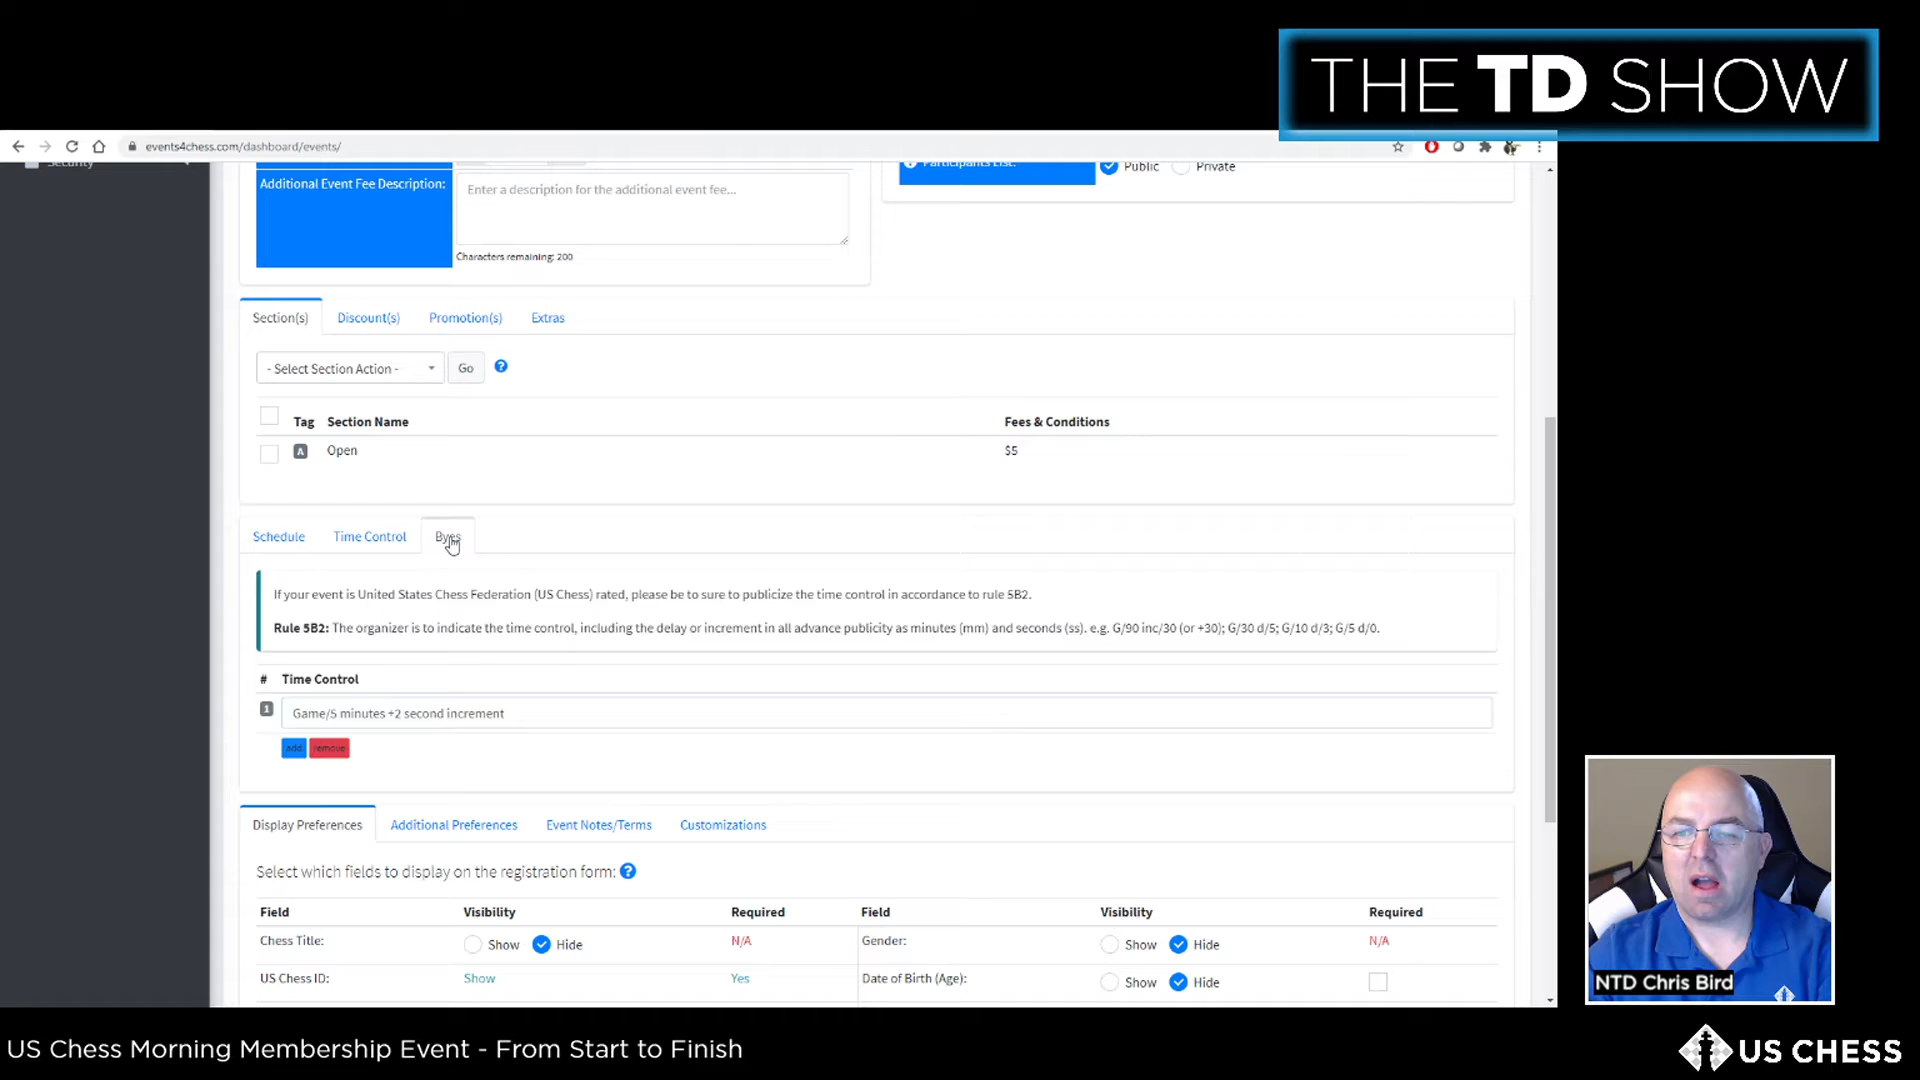 THE TD SHOW
events4chess.com/dashboard/events/
Security
Participants List:
Public
Private
Additional Event Fee Description:
Enter a description for the additional event fee...
Characters remaining: 200
Section(s)
Discount(s)
Promotion(s)
Extras
- Select Section Action -
Go
?
Tag
Section Name
Fees & Conditions
A
Open
$5
Schedule
Time Control
Byes
If your event is United States Chess Federation (US Chess) rated, please be to sure to publicize the time control in accordance to rule 5B2.
Rule 5B2: The organizer is to indicate the time control, including the delay or increment in all advance publicity as minutes (mm) and seconds (ss). e.g. G/90 inc/30 (or +30); G/30 d/5; G/10 d/3; G/5 d/0.
# Time Control
1
Game/5 minutes +2 second increment
add
remove
Display Preferences
Additional Preferences
Event Notes/Terms
Customizations
Select which fields to display on the registration form: ?
Field
Visibility
Required
Field
Visibility
Required
Chess Title:
Show
Hide
N/A
Gender:
Show
Hide
N/A
US Chess ID:
Show
Yes
Date of Birth (Age):
Show
Hide
NTD Chris Bird
US Chess Morning Membership Event - From Start to Finish
US CHESS